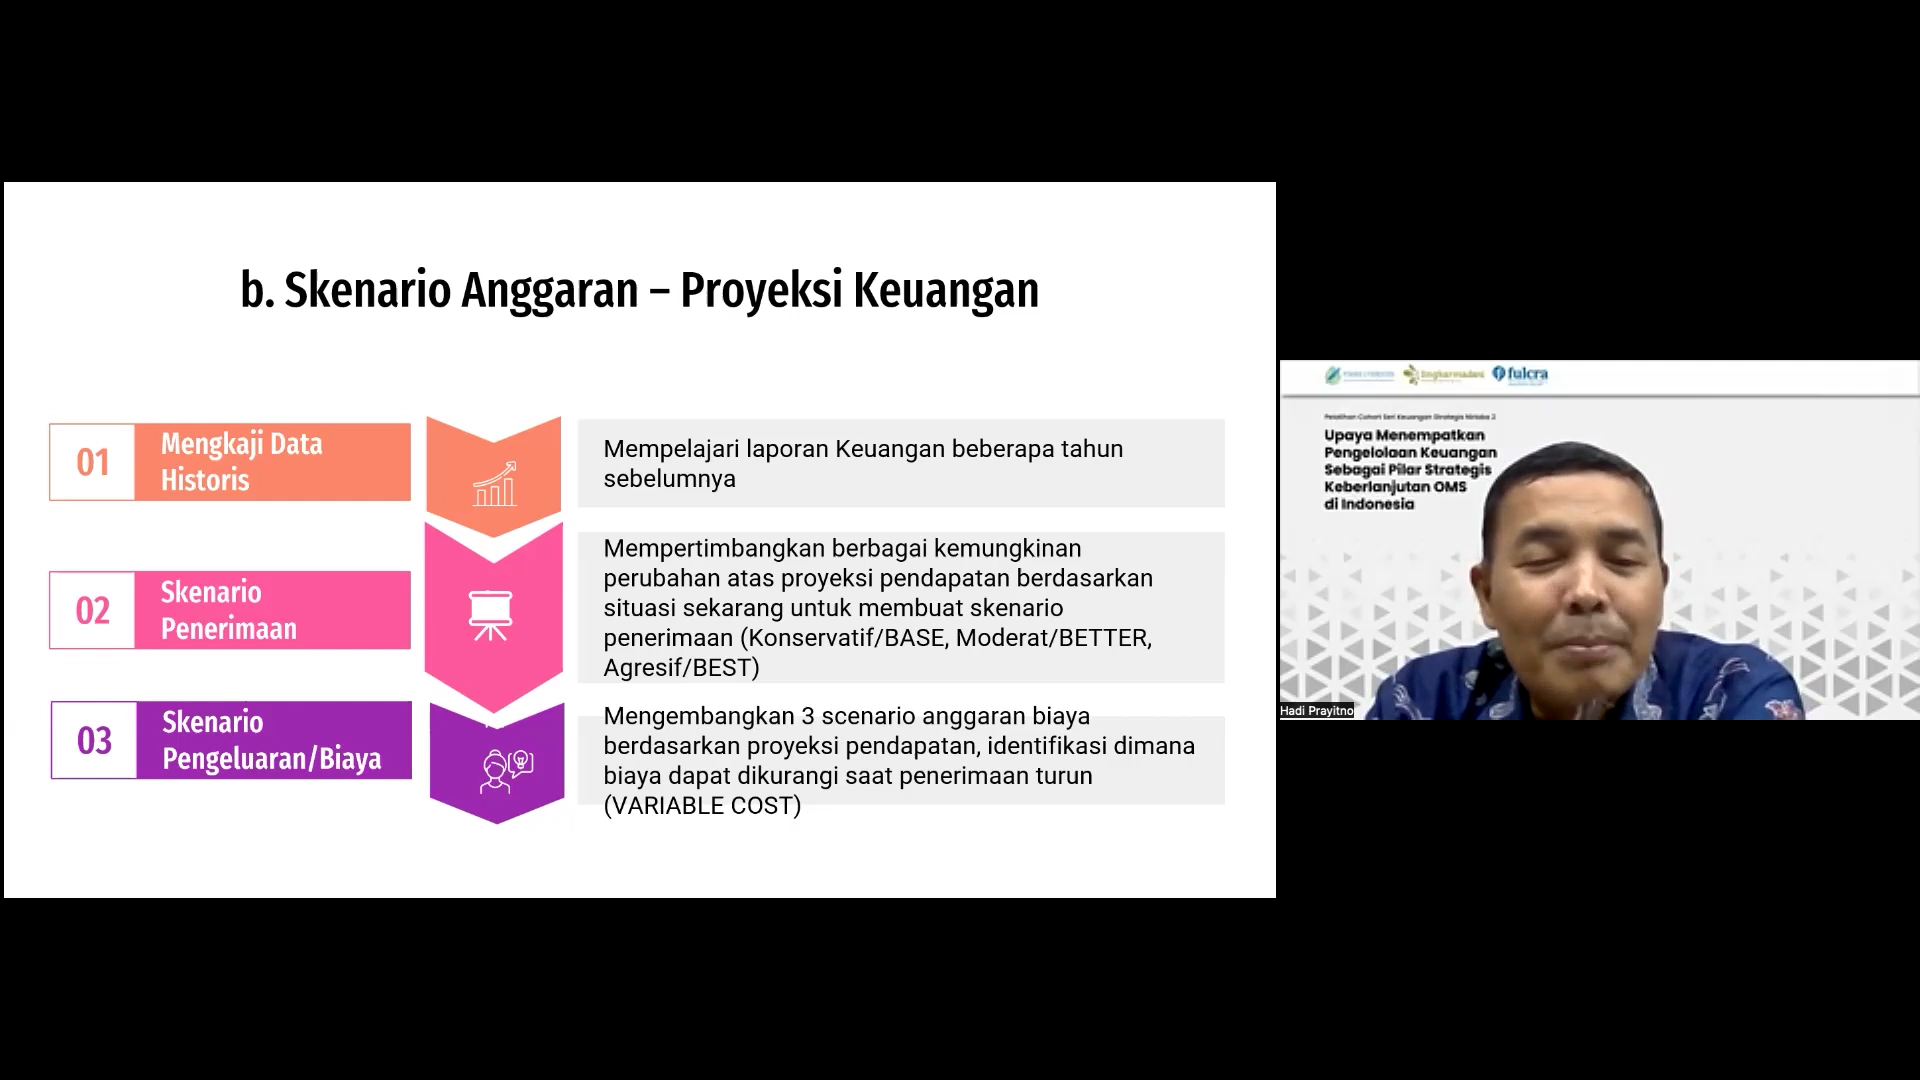 b. Skenario Anggaran – Proyeksi Keuangan
01
Mengkaji Data
Historis
Mempelajari laporan Keuangan beberapa tahun
sebelumnya
02
Skenario
Penerimaan
Mempertimbangkan berbagai kemungkinan
perubahan atas proyeksi pendapatan berdasarkan
situasi sekarang untuk membuat skenario
penerimaan (Konservatif/BASE, Moderat/BETTER,
Agresif/BEST)
03
Skenario
Pengeluaran/Biaya
Mengembangkan 3 scenario anggaran biaya
berdasarkan proyeksi pendapatan, identifikasi dimana
biaya dapat dikurangi saat penerimaan turun
(VARIABLE COST)
lingkarmadani
fulcra
Pelatihan Cohort Seri Keuangan Strategis Nirlaba 2
Upaya Menempatkan
Pengelolaan Keuangan
Sebagai Pilar Strategis
Keberlanjutan OMS
di Indonesia
Hadi Prayitno